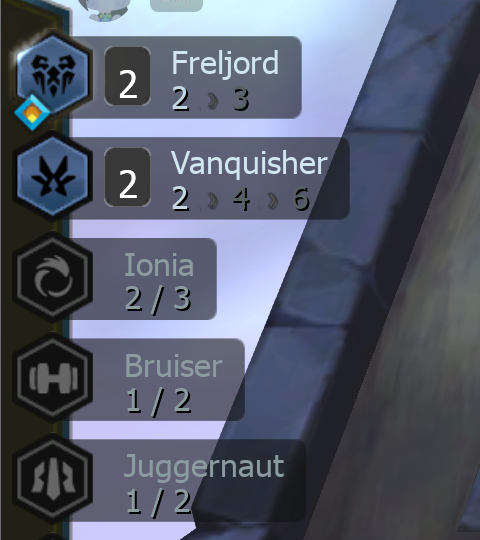 2 Freljord
2 › 3
2 Vanquisher
2 › 4 › 6
Ionia
2 / 3
Bruiser
1 / 2
Juggernaut
1 / 2